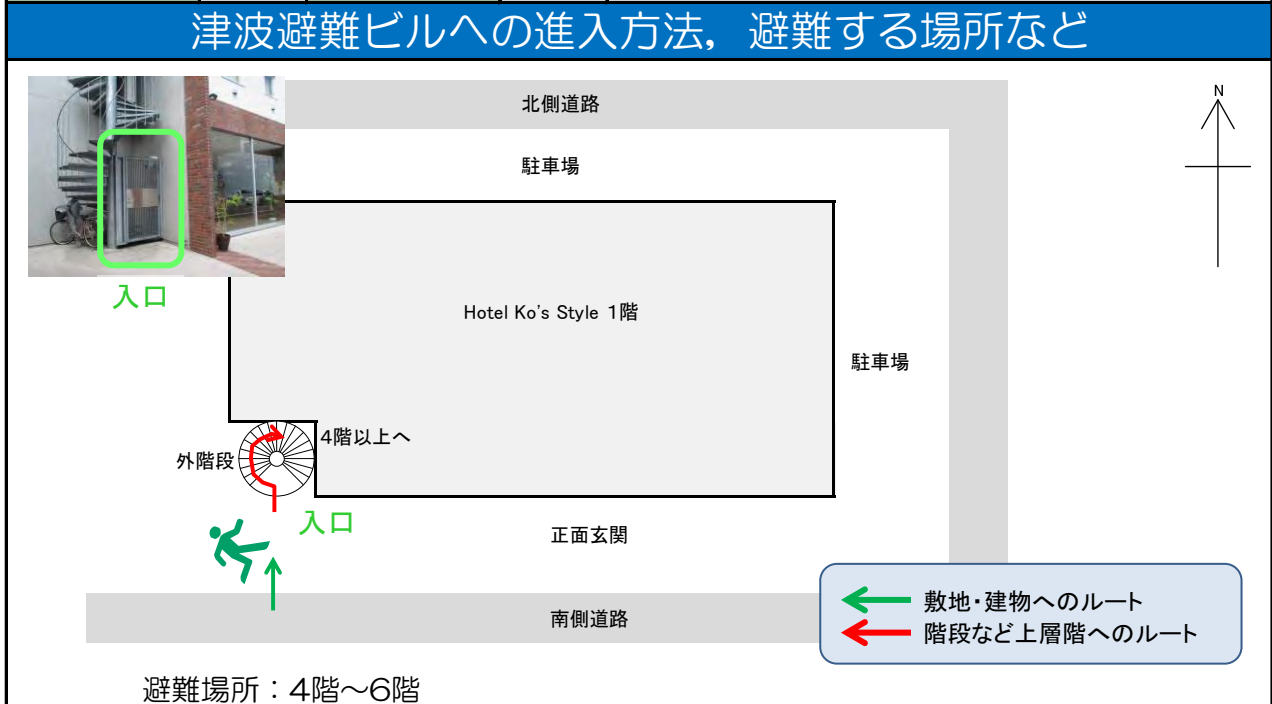 津波避難ビルへの進入方法，避難する場所など
北側道路
N
駐車場
入口
Hotel Ko's Style 1階
駐車場
4階以上へ
外階段
入口
正面玄関
敷地・建物へのルート
南側道路
階段など上層階へのルート
避難場所：4階～6階